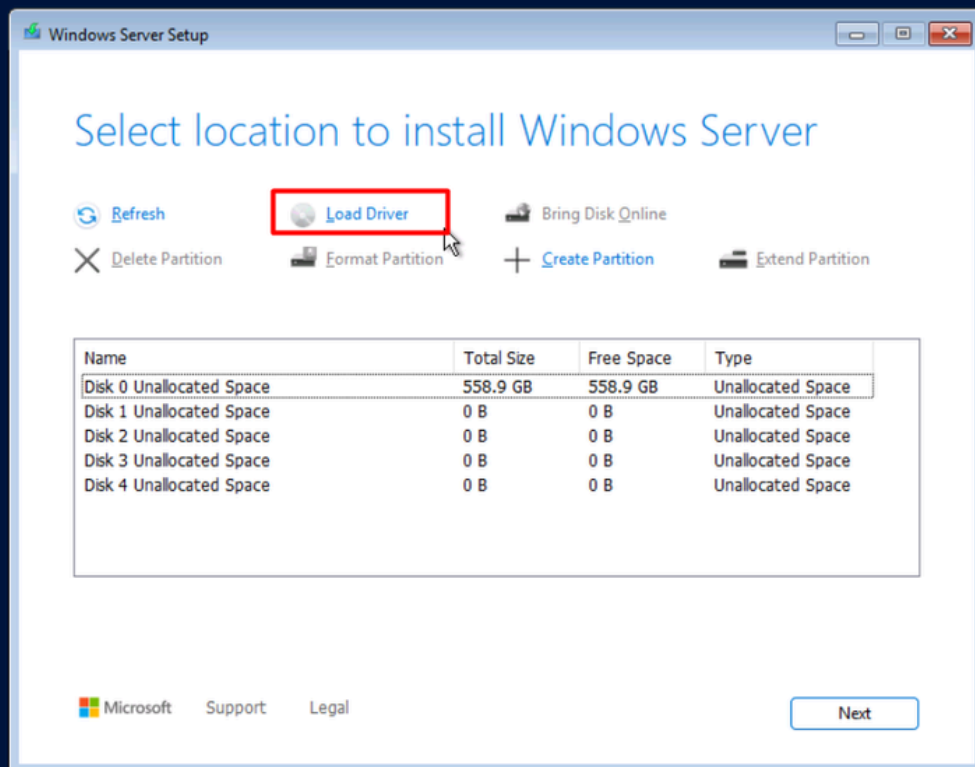 Windows Server Setup
Select location to install Windows Server
Refresh Load Driver Bring Disk Online
Delete Partition Format Partition Create Partition Extend Partition
Name Total Size Free Space Type
Disk 0 Unallocated Space 558.9 GB 558.9 GB Unallocated Space
Disk 1 Unallocated Space 0 B 0 B Unallocated Space
Disk 2 Unallocated Space 0 B 0 B Unallocated Space
Disk 3 Unallocated Space 0 B 0 B Unallocated Space
Disk 4 Unallocated Space 0 B 0 B Unallocated Space
Microsoft Support Legal Next